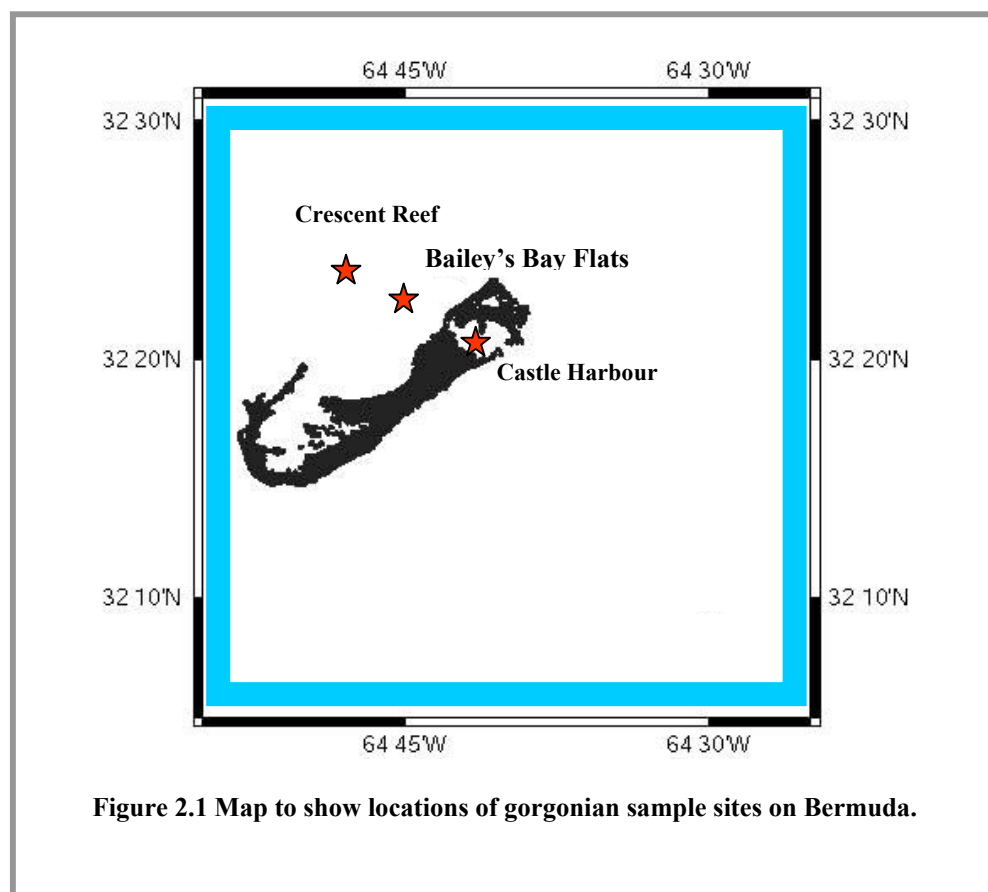 64 45'W 64 30'W
32 30'N 32 30'N
Crescent Reef
Bailey’s Bay Flats
32 20'N 32 20'N
Castle Harbour
32 10'N 32 10'N
64 45'W 64 30'W
Figure 2.1 Map to show locations of gorgonian sample sites on Bermuda.